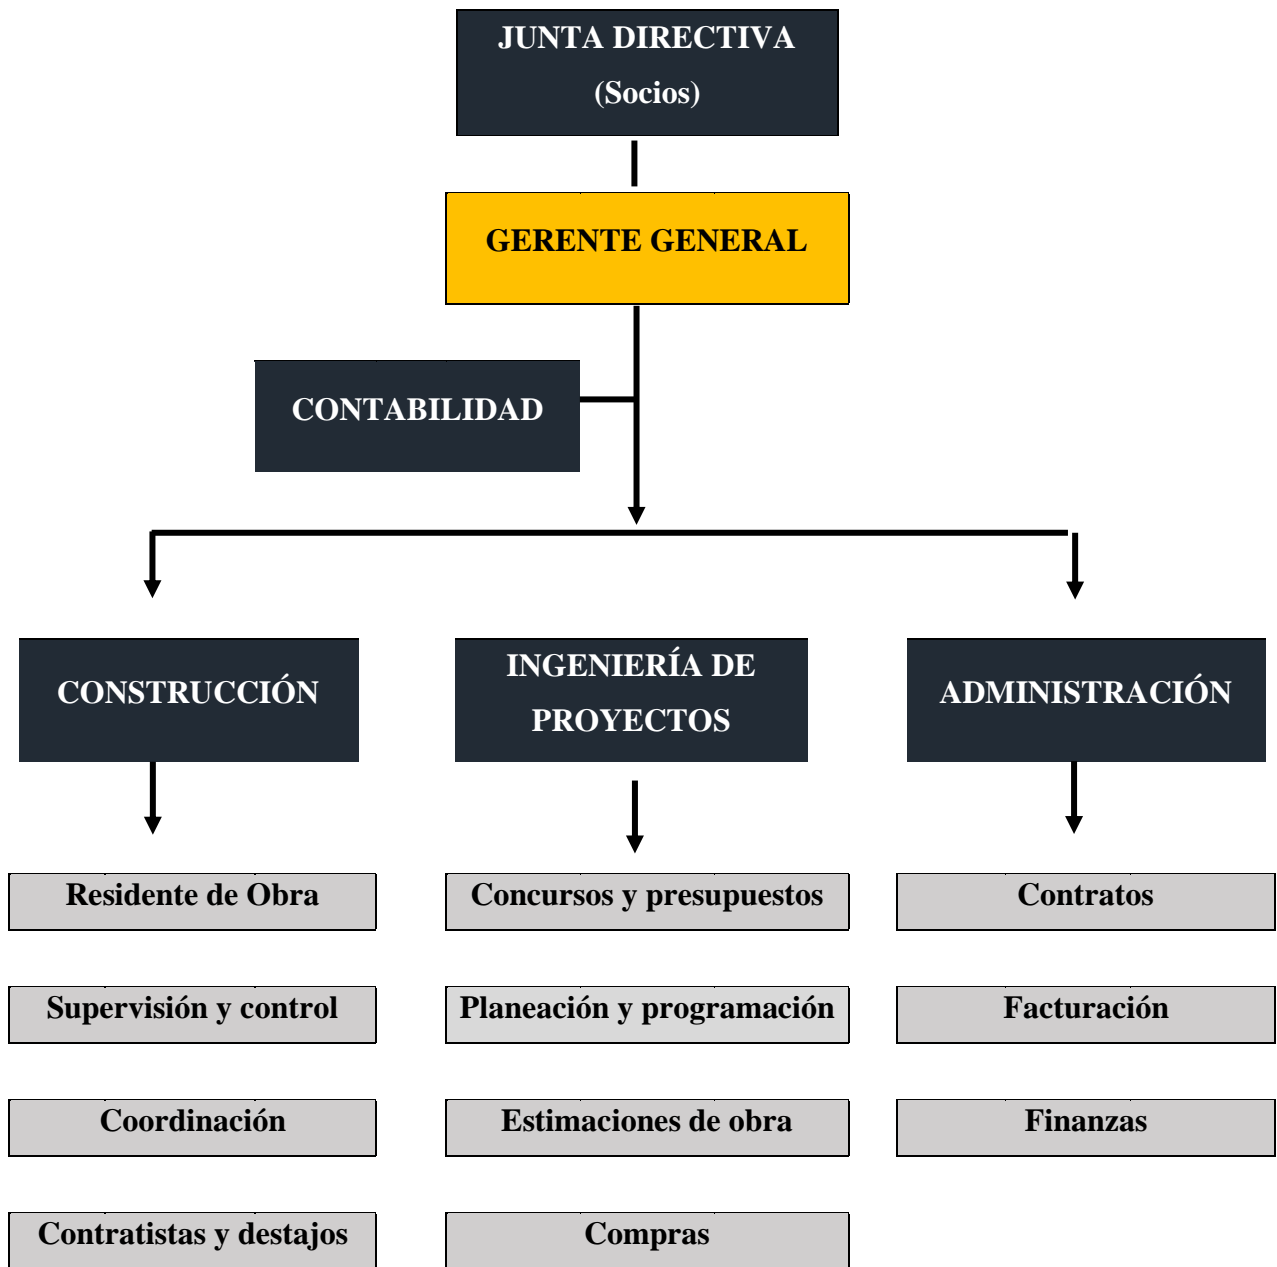 JUNTA DIRECTIVA
(Socios)
GERENTE GENERAL
CONTABILIDAD
CONSTRUCCIÓN
INGENIERÍA DE
PROYECTOS
ADMINISTRACIÓN
Residente de Obra
Concursos y presupuestos
Contratos
Supervisión y control
Planeación y programación
Facturación
Coordinación
Estimaciones de obra
Finanzas
Contratistas y destajos
Compras